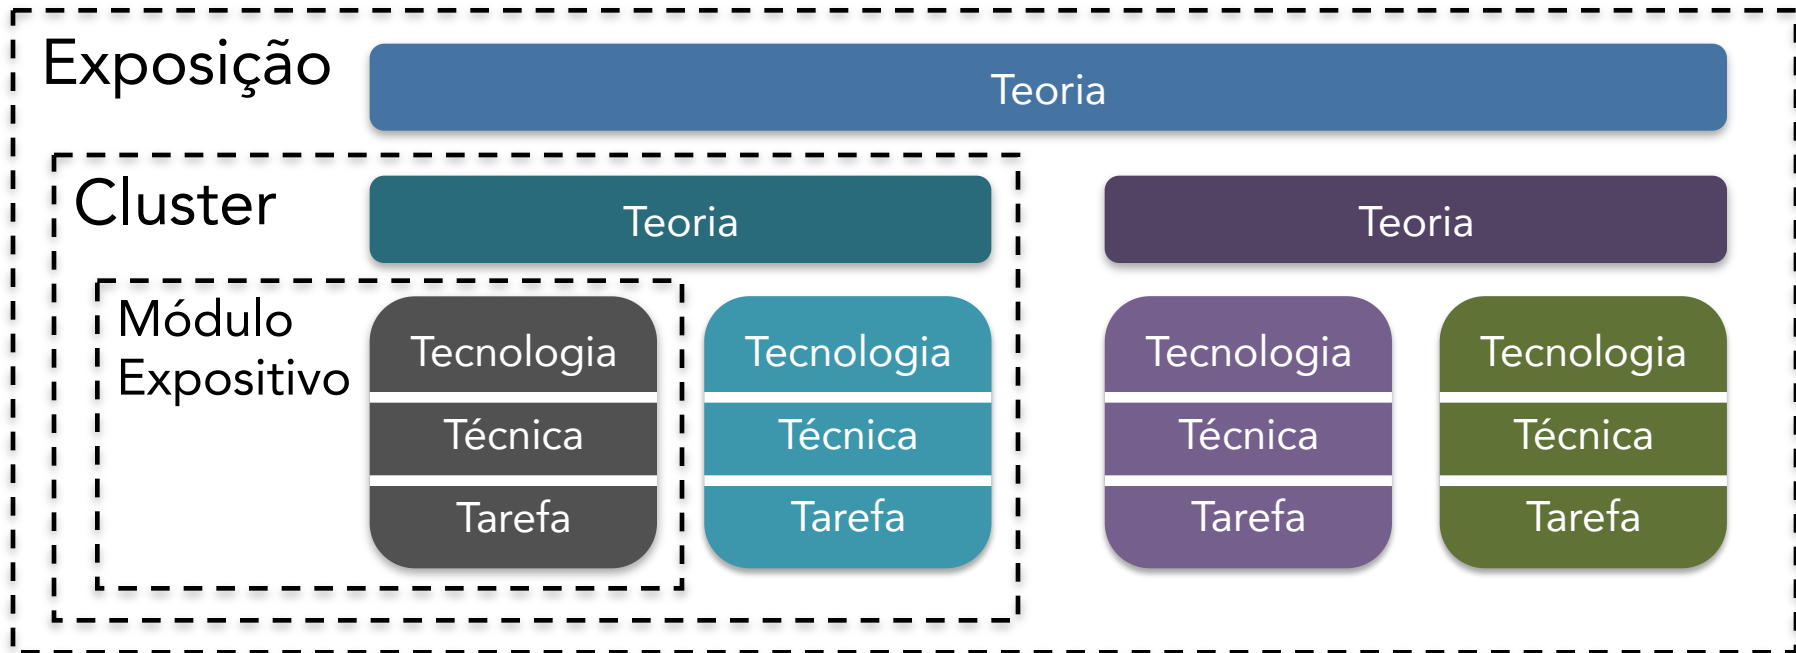 Exposição
Teoria
Cluster
Teoria
Teoria
Módulo
Expositivo
Tecnologia
Técnica
Tarefa
Tecnologia
Técnica
Tarefa
Tecnologia
Técnica
Tarefa
Tecnologia
Técnica
Tarefa